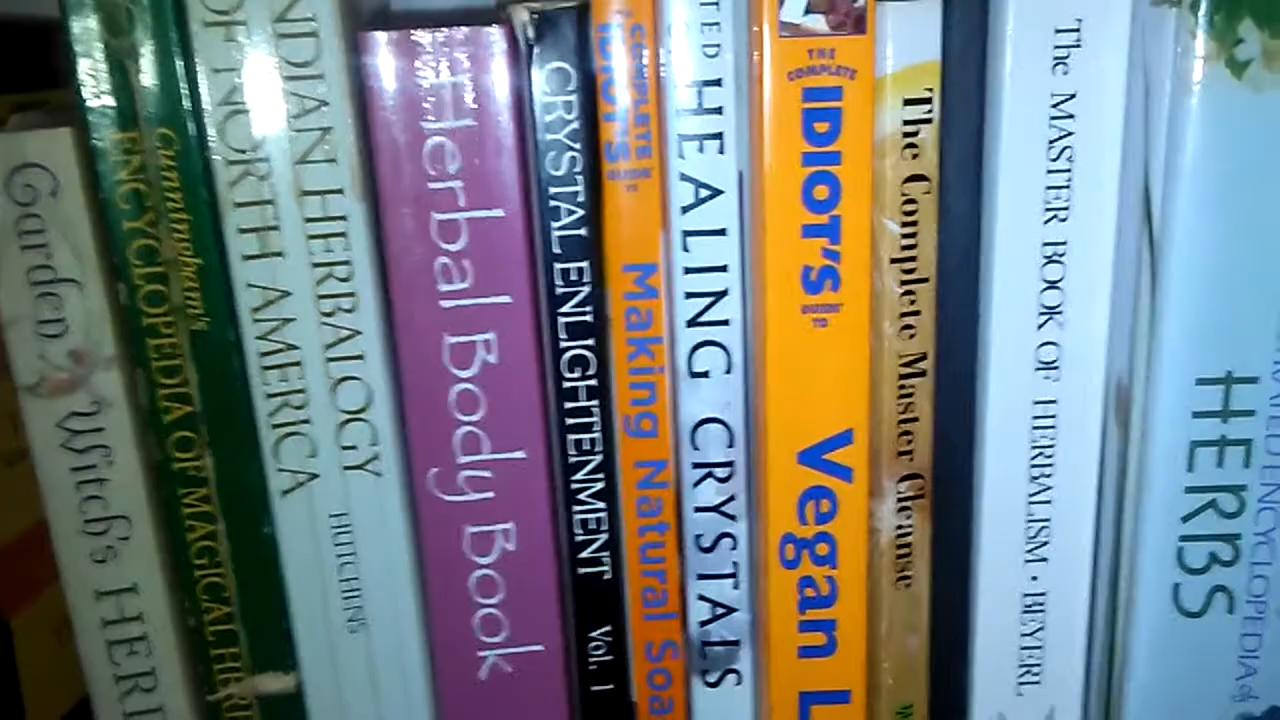 Garden Witch's
Cunningham's
ENCYCLOPEDIA OF MAGICAL
INDIAN HERBALOGY
OF NORTH AMERICA
HUTCHENS
Herbal Body Book
CRYSTAL ENLIGHTENMENT Vol. 1
THE COMPLETE
IDIOT'S
GUIDE TO
Making Natural
HEALING CRYSTALS
THE
COMPLETE
IDIOT'S
GUIDE
TO
Vegan L
The Complete Master Cleanse
The MASTER BOOK OF HERBALISM • BEYERL
ENCYCLOPEDIA of
HERBS